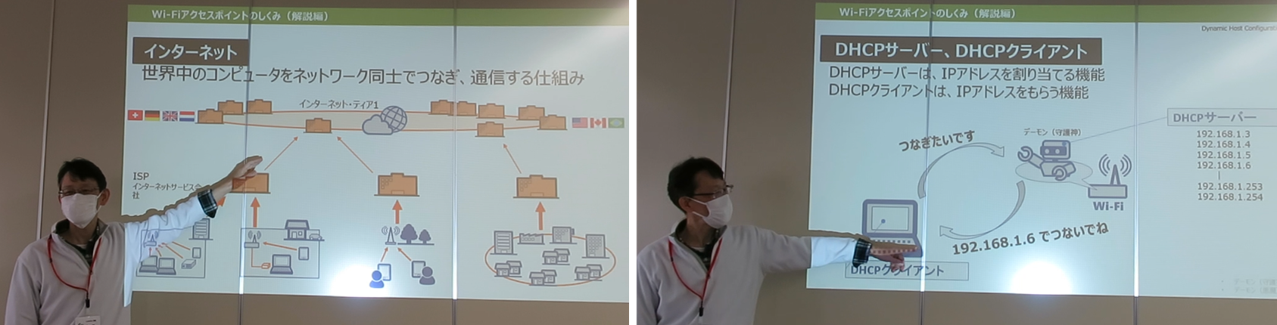 Wi-Fiアクセスポイントのしくみ（解説編）
インターネット
世界中のコンピュータをネットワーク同士でつなぎ、通信する仕組み
インターネット・ティア1
ISP
インターネットサービス
社
Wi-Fiアクセスポイントのしくみ（解説編）
Dynamic Host Configurat
DHCPサーバー、DHCPクライアント
DHCPサーバーは、IPアドレスを割り当てる機能
DHCPクライアントは、IPアドレスをもらう機能
DHCPサーバー
デーモン（守護神）
つなぎたいです
192.168.1.3
192.168.1.4
192.168.1.5
192.168.1.6
|
192.168.1.253
192.168.1.254
Wi-Fi
192.168.1.6 でつないでね
DHCPクライアント